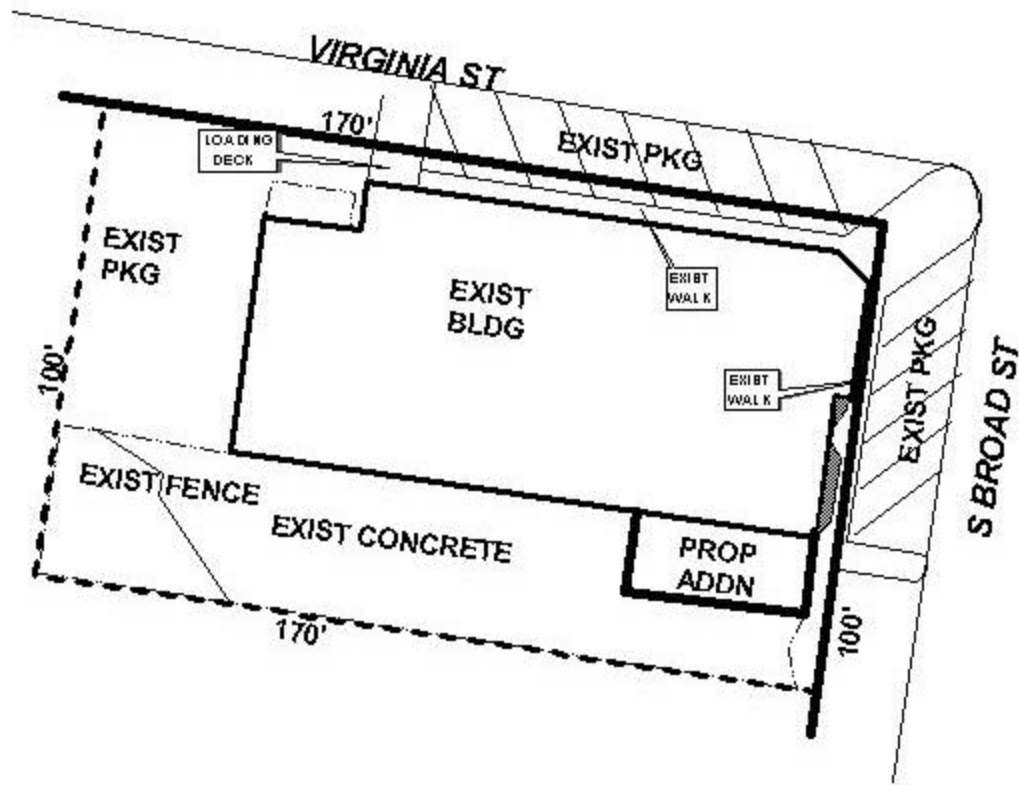 VIRGINIA ST
170'
LOADING
DECK
EXIST PKG
EXIST
PKG
EXIST
BLDG
EXIST
WALK
EXIST
WALK
EXIST PKG
S BROAD ST
100'
EXIST FENCE
EXIST CONCRETE
PROP
ADDN
170'
100'